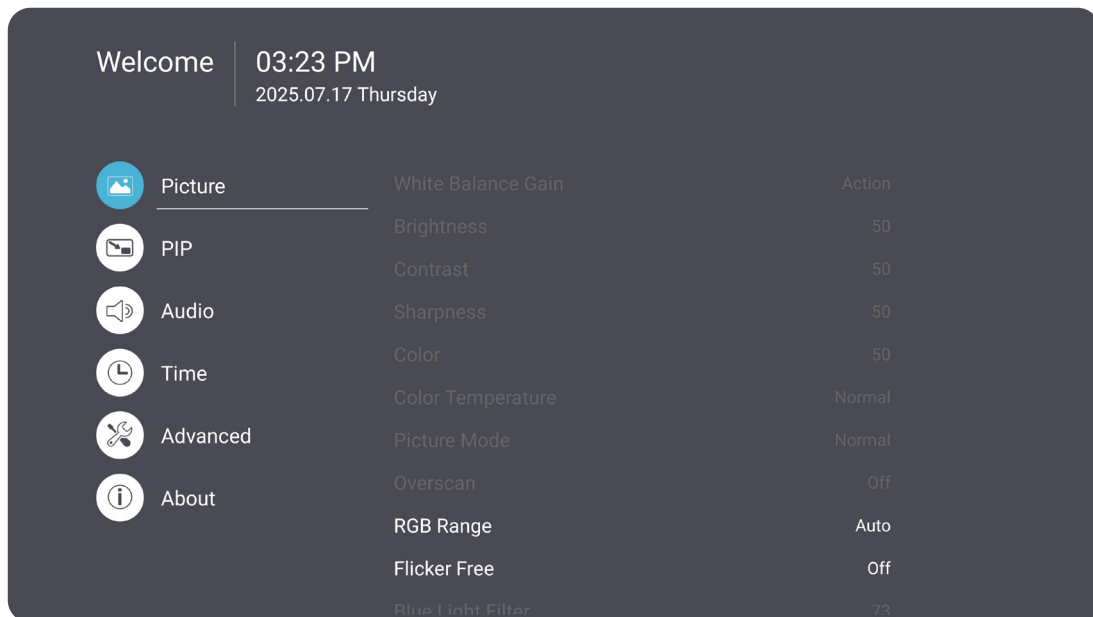 Welcome
03:23 PM
2025.07.17 Thursday
Picture
PIP
Audio
Time
Advanced
About
White Balance Gain Action
Brightness 50
Contrast 50
Sharpness 50
Color 50
Color Temperature Normal
Picture Mode Normal
Overscan Off
RGB Range Auto
Flicker Free Off
Blue Light Filter 73